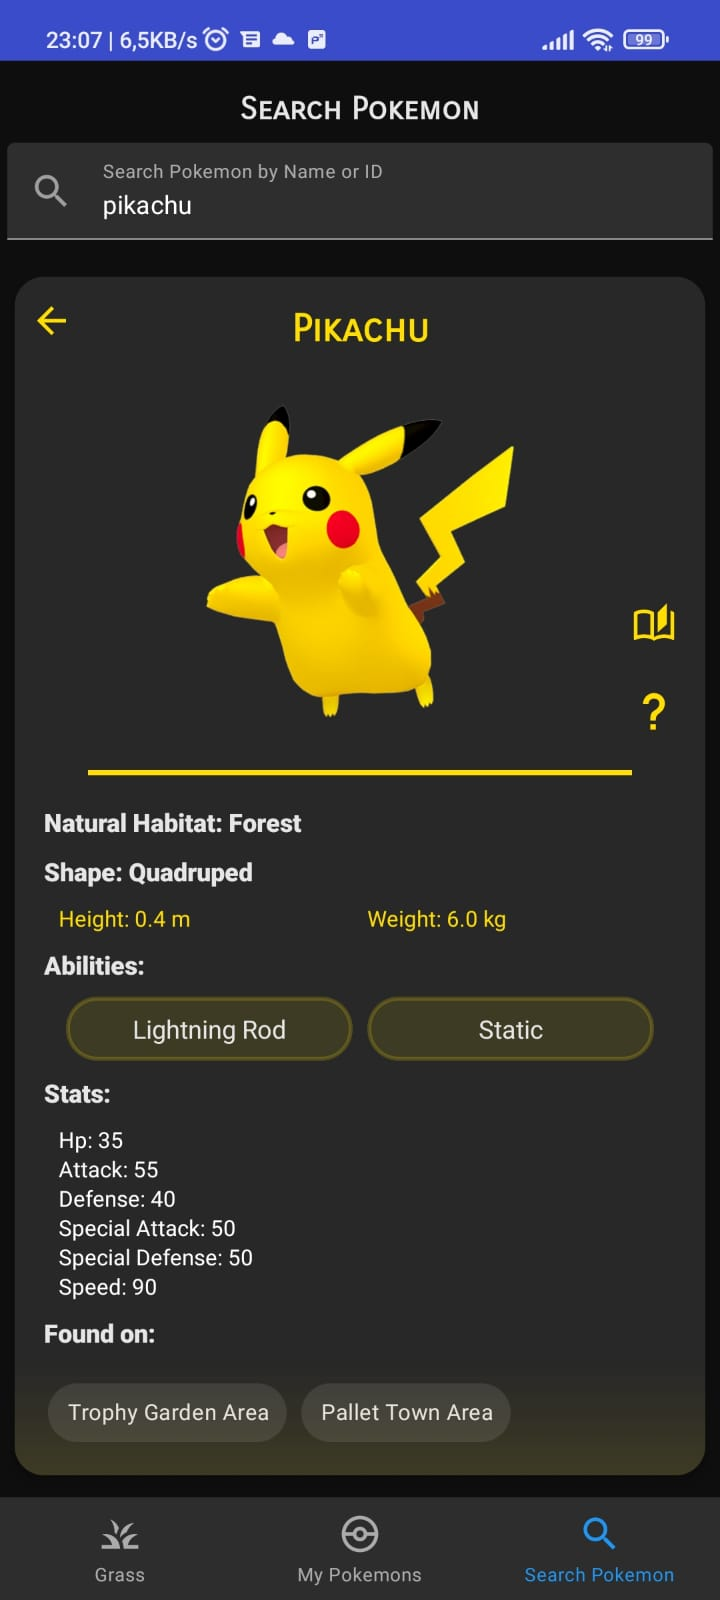 23:07 | 6,5KB/s
99
Search Pokemon
Search Pokemon by Name or ID
pikachu
Pikachu
?
Natural Habitat: Forest
Shape: Quadruped
Height: 0.4 m Weight: 6.0 kg
Abilities:
Lightning Rod Static
Stats:
Hp: 35
Attack: 55
Defense: 40
Special Attack: 50
Special Defense: 50
Speed: 90
Found on:
Trophy Garden Area Pallet Town Area
Grass My Pokemons Search Pokemon